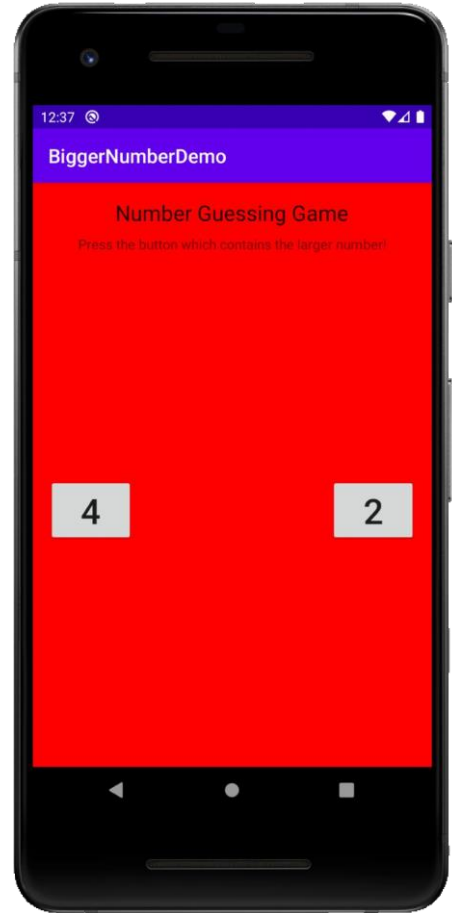 12:37
BiggerNumberDemo
Number Guessing Game
Press the button which contains the larger number!
4 2